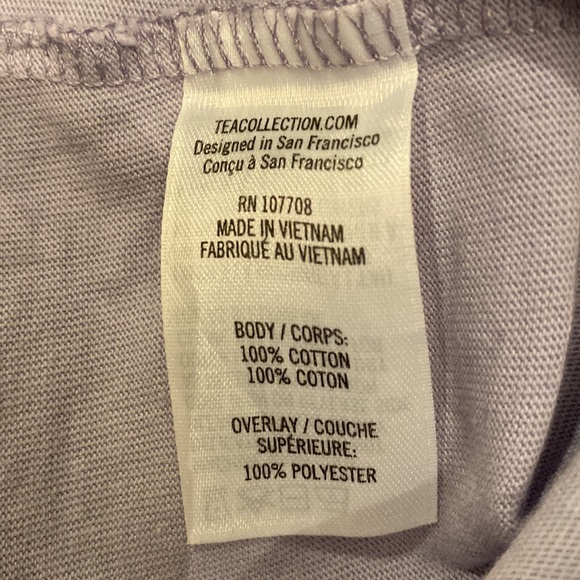 TEACOLLECTION.COM
Designed in San Francisco
Conçu à San Francisco
RN 107708
MADE IN VIETNAM
FABRIQUÉ AU VIETNAM
BODY / CORPS:
100% COTTON
100% COTON
OVERLAY / COUCHE
SUPÉRIEURE:
100% POLYESTER